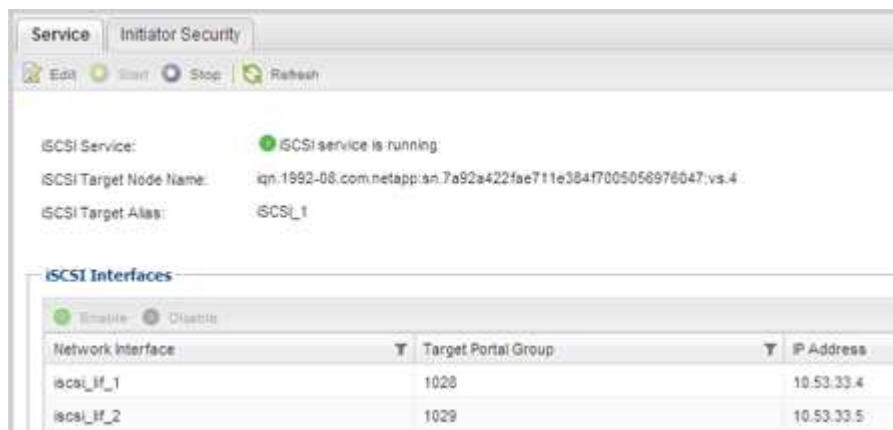 Service Initiator Security
Edit Start Stop Refresh
iSCSI Service: iSCSI service is running
iSCSI Target Node Name: iqn.1992-08.com.netapp:sn.7a92a422fae711e384f7005056976047:vs.4
iSCSI Target Alias: iSCSI_1
iSCSI Interfaces
Enable Disable
Network Interface Target Portal Group IP Address
iscsi_lif_1 1028 10.53.33.4
iscsi_lif_2 1029 10.53.33.5